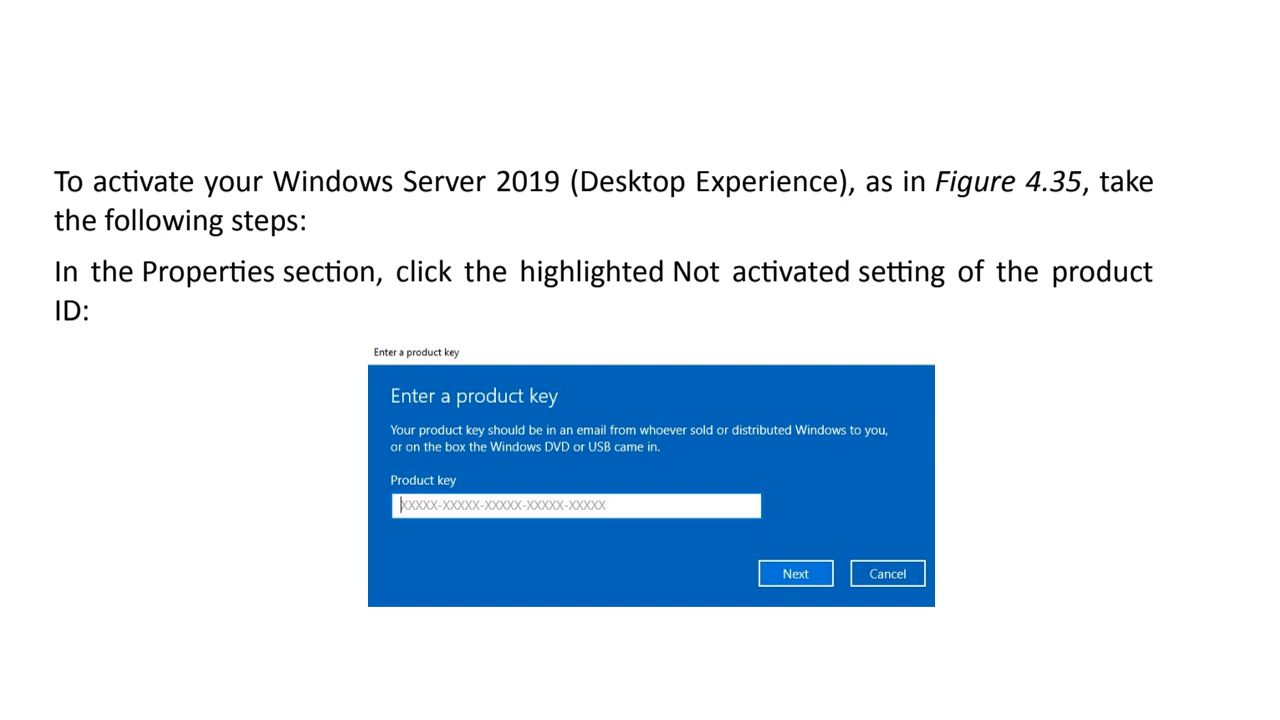 To activate your Windows Server 2019 (Desktop Experience), as in Figure 4.35, take
the following steps:
In the Properties section, click the highlighted Not activated setting of the product
ID:
Enter a product key
Enter a product key
Your product key should be in an email from whoever sold or distributed Windows to you,
or on the box the Windows DVD or USB came in.
Product key
XXXXX-XXXXX-XXXXX-XXXXX-XXXXX
Next Cancel